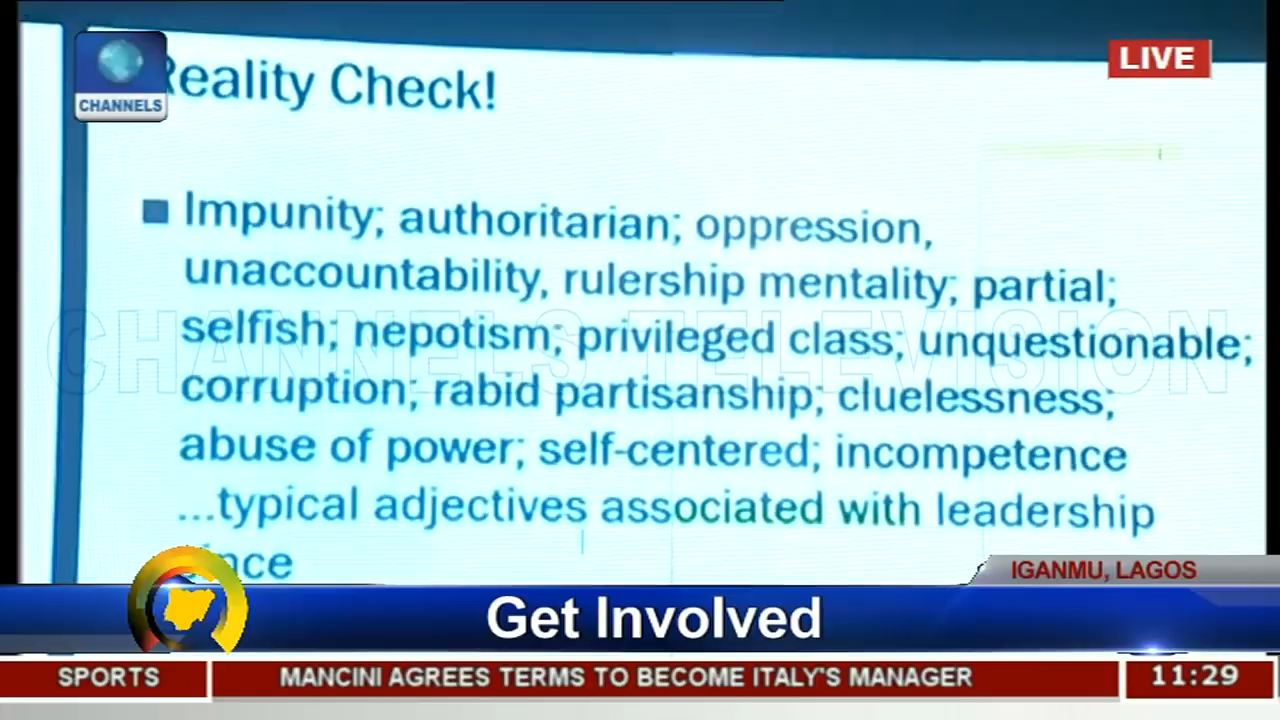 CHANNELS
LIVE
Reality Check!
Impunity; authoritarian; oppression,
unaccountability, rulership mentality; partial;
selfish; nepotism; privileged class; unquestionable;
corruption; rabid partisanship; cluelessness;
abuse of power; self-centered; incompetence
...typical adjectives associated with leadership
CHANNELS TELEVISION
IGANMU, LAGOS
Get Involved
SPORTS MANCINI AGREES TERMS TO BECOME ITALY'S MANAGER 11:29